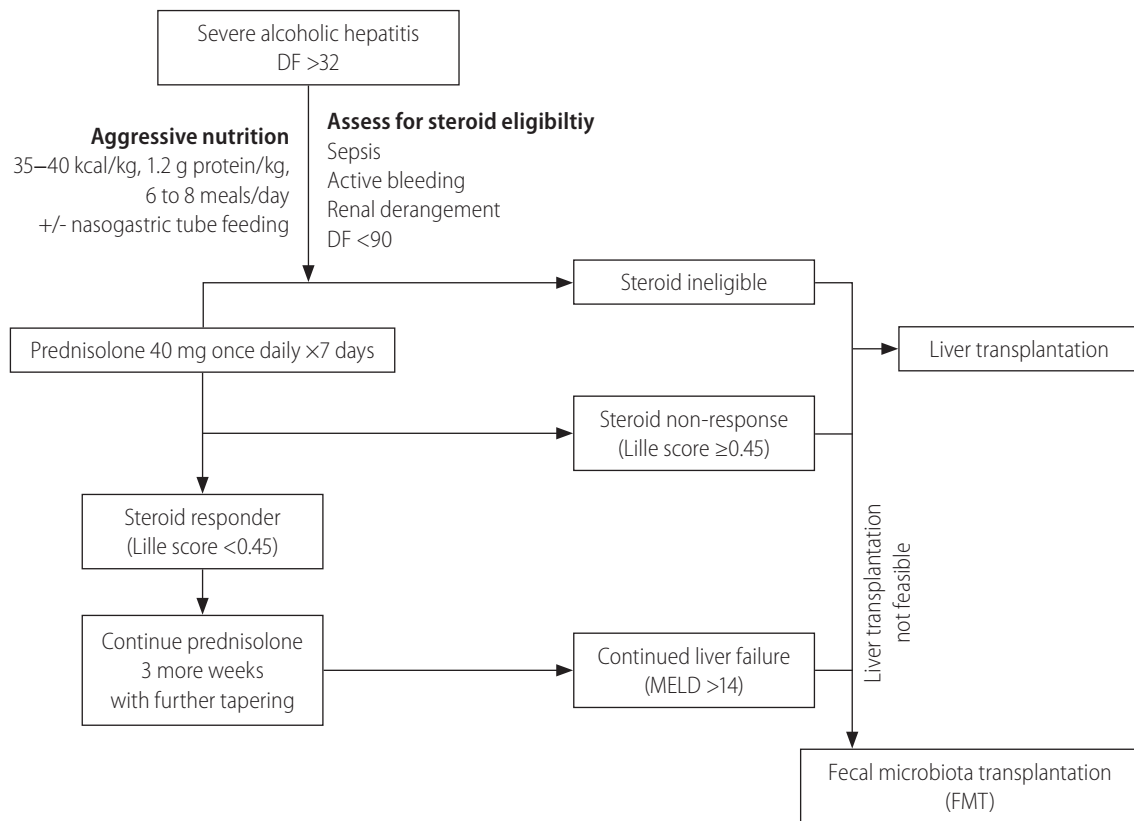 Severe alcoholic hepatitis
DF >32
Aggressive nutrition
35–40 kcal/kg, 1.2 g protein/kg,
6 to 8 meals/day
+/- nasogastric tube feeding
Assess for steroid eligibiltiy
Sepsis
Active bleeding
Renal derangement
DF <90
Steroid ineligible
Prednisolone 40 mg once daily ×7 days
Liver transplantation
Steroid non-response
(Lille score ≥0.45)
Steroid responder
(Lille score <0.45)
Liver transplantation
not feasible
Continue prednisolone
3 more weeks
with further tapering
Continued liver failure
(MELD >14)
Fecal microbiota transplantation
(FMT)